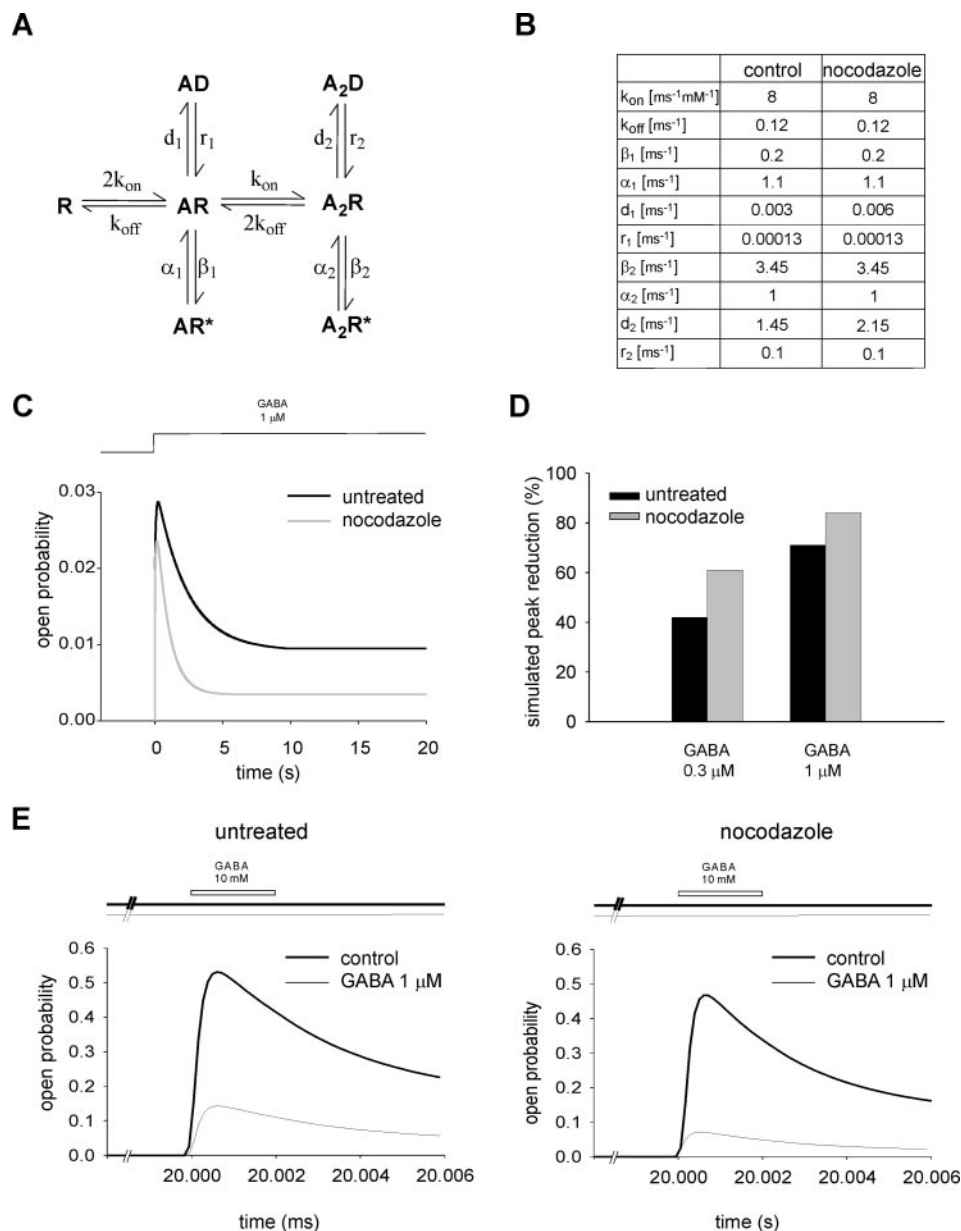 A
AD
A₂D
d₁
r₁
d₂
r₂
2kon
kon
R
AR
A₂R
koff
2koff
α₁
β₁
α₂
β₂
AR*
A₂R*
B
control nocodazole
kon [ms⁻¹mM⁻¹] 8 8
koff [ms⁻¹] 0.12 0.12
β₁ [ms⁻¹] 0.2 0.2
α₁ [ms⁻¹] 1.1 1.1
d₁ [ms⁻¹] 0.003 0.006
r₁ [ms⁻¹] 0.00013 0.00013
β₂ [ms⁻¹] 3.45 3.45
α₂ [ms⁻¹] 1 1
d₂ [ms⁻¹] 1.45 2.15
r₂ [ms⁻¹] 0.1 0.1
C
GABA
1 μM
open probability
0.03
0.02
0.01
0.00
untreated
nocodazole
0 5 10 15 20
time (s)
D
simulated peak reduction (%)
100
80
60
40
20
0
untreated
nocodazole
GABA
0.3 μM
GABA
1 μM
E
untreated
GABA
10 mM
open probability
0.6
0.5
0.4
0.3
0.2
0.1
0.0
control
GABA 1 μM
20.000 20.002 20.004 20.006
time (ms)
nocodazole
GABA
10 mM
open probability
0.6
0.5
0.4
0.3
0.2
0.1
0.0
control
GABA 1 μM
20.000 20.002 20.004 20.006
time (s)